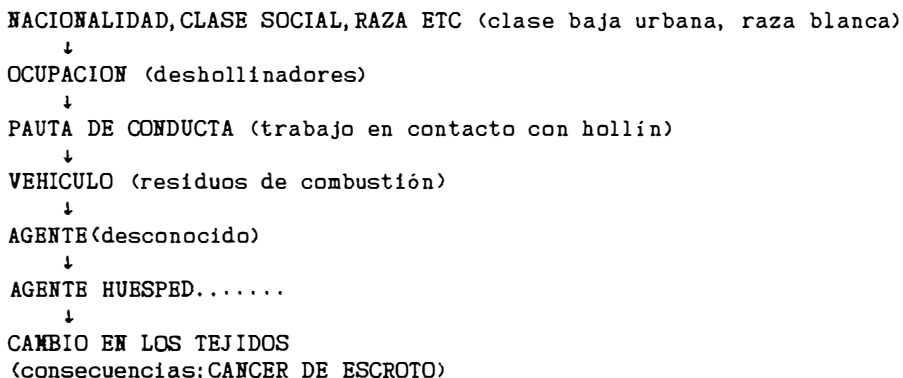 NACIONALIDAD,CLASE SOCIAL,RAZA ETC (clase baja urbana, raza blanca)
↓
OCUPACION (deshollinadores)
↓
PAUTA DE CONDUCTA (trabajo en contacto con hollín)
↓
VEHICULO (residuos de combustión)
↓
AGENTE(desconocido)
↓
AGENTE HUESPED.......
↓
CAMBIO EN LOS TEJIDOS
(consecuencias:CANCER DE ESCROTO)